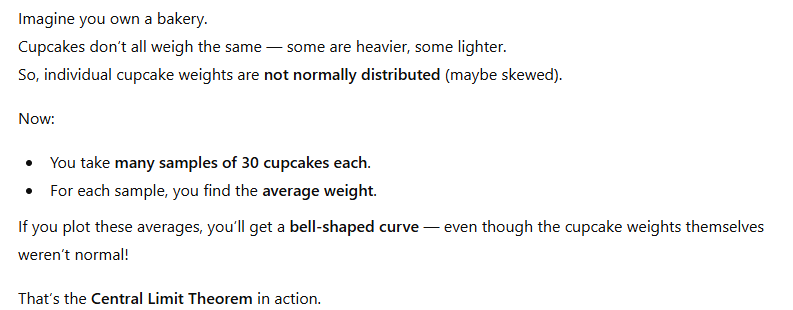 Imagine you own a bakery.
Cupcakes don’t all weigh the same — some are heavier, some lighter.
So, individual cupcake weights are not normally distributed (maybe skewed).
Now:
• You take many samples of 30 cupcakes each.
• For each sample, you find the average weight.
If you plot these averages, you’ll get a bell-shaped curve — even though the cupcake weights themselves
weren’t normal!
That’s the Central Limit Theorem in action.